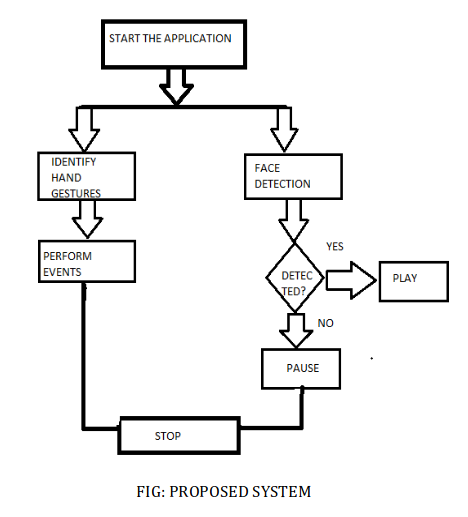 START THE APPLICATION
IDENTIFY
HAND
GESTURES
FACE
DETECTION
PERFORM
EVENTS
YES
DETEC
TED?
PLAY
NO
PAUSE
STOP
FIG: PROPOSED SYSTEM